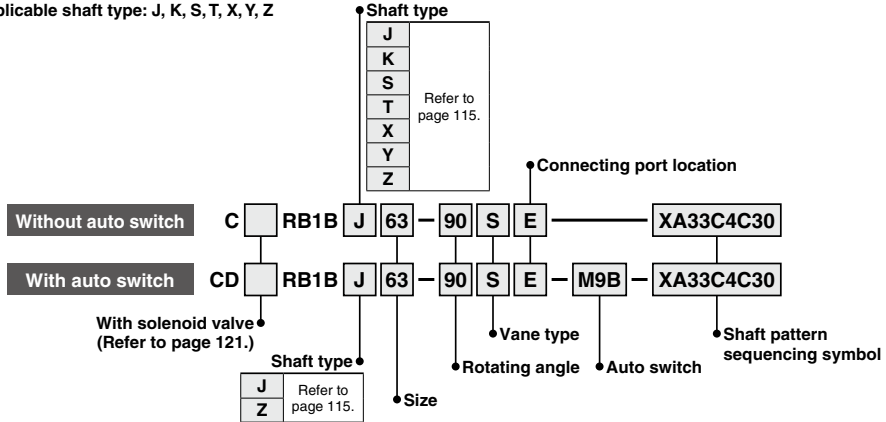 plicable shaft type: J, K, S, T, X, Y, Z
Shaft type
J
K
S
T
X
Y
Z
Refer to
page 115.
Connecting port location
Without auto switch C RB1B J 63 - 90 S E - XA33C4C30
With auto switch CD RB1B J 63 - 90 S E - M9B - XA33C4C30
With solenoid valve
(Refer to page 121.)
Vane type
Shaft pattern
sequencing symbol
Shaft type
Rotating angle
Auto switch
J
Z
Refer to
page 115.
Size